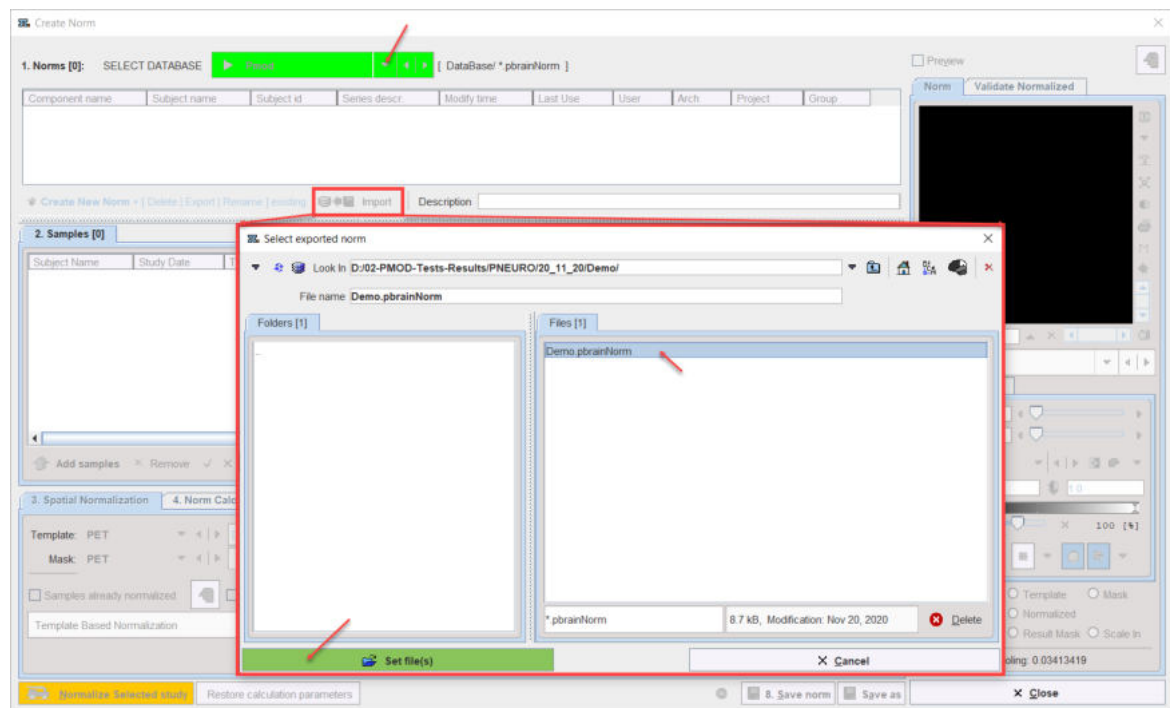 Create Norm
1. Norms [0]: SELECT DATABASE Pmod [ DataBase/ *.pbrainNorm ]
Preview
Norm Validate Normalized
Component name Subject name Subject id Series descr. Modify time Last Use User Arch Project Group
Create New Norm + [ Delete | Export | Rename ] existing Import Description
2. Samples [0]
Subject Name Study Date
Select exported norm
Look In D:/02-PMOD-Tests-Results/PNEURO/20_11_20/Demo/
File name Demo.pbrainNorm
Folders [1] Files [1]
..
Demo.pbrainNorm
Add samples Remove
3. Spatial Normalization 4. Norm Calc
Template: PET
Mask: PET
100 [%]
Samples already normalized
Template Based Normalization
*.pbrainNorm 8.7 kB, Modification: Nov 20, 2020 Delete
Template Mask
Normalized
Result Mask Scale In
Set file(s) Cancel
oling: 0.03413419
Normalize Selected study Restore calculation parameters 8. Save norm Save as Close